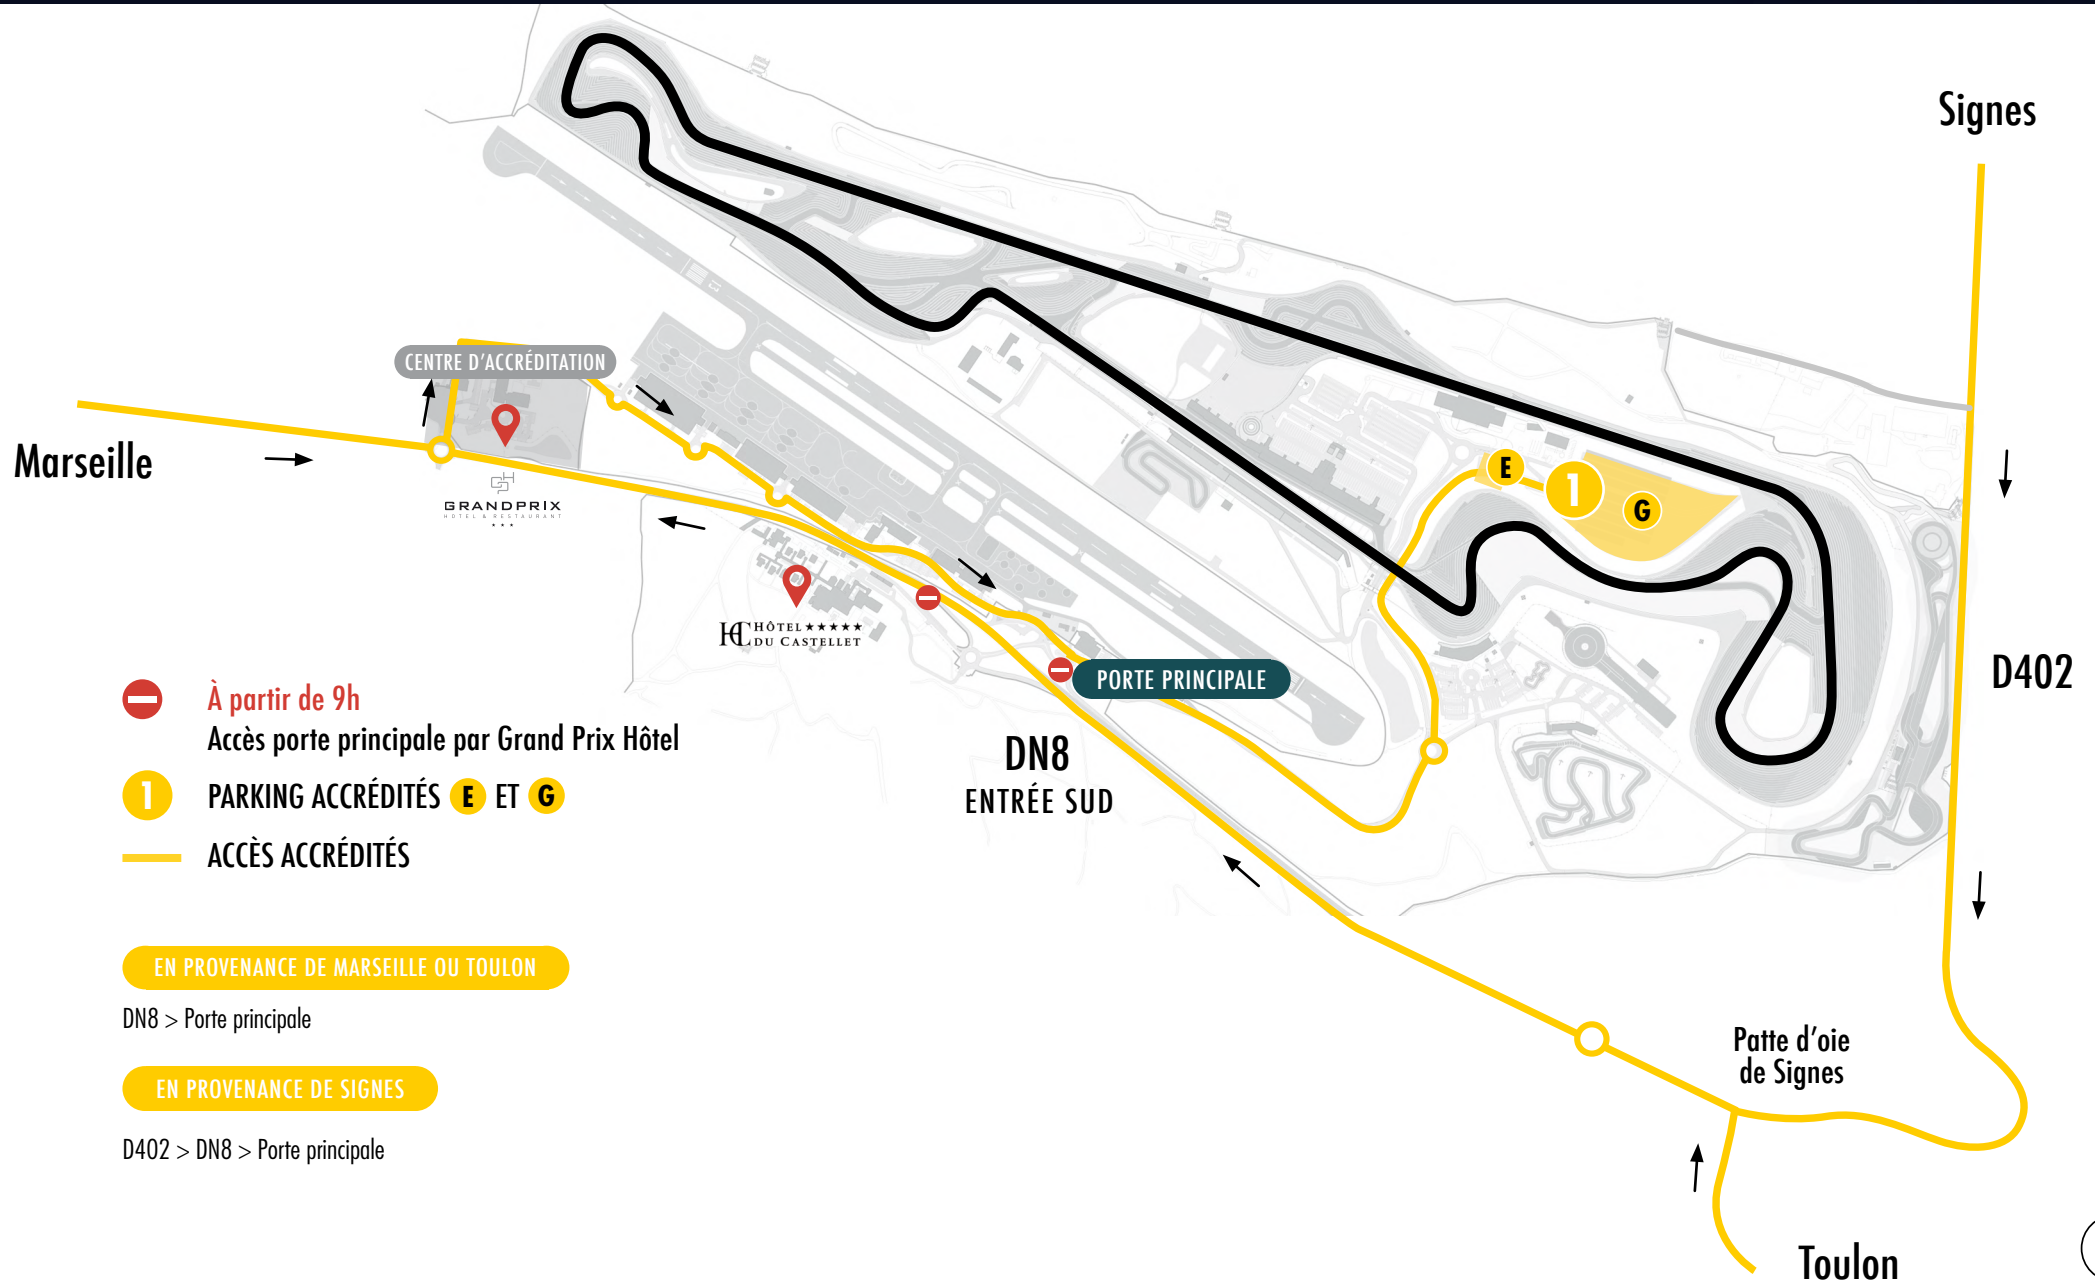 Signes
CENTRE D'ACCRÉDITATION
Marseille
GRANDPRIX
HÔTEL & RESTAURANT
★ ★ ★
E
1
G
HC HÔTEL ★★★★★
DU CASTELLET
PORTE PRINCIPALE
D402
DN8
ENTRÉE SUD
À partir de 9h
Accès porte principale par Grand Prix Hôtel
1 PARKING ACCRÉDITÉS E ET G
ACCÈS ACCRÉDITÉS
EN PROVENANCE DE MARSEILLE OU TOULON
DN8 > Porte principale
EN PROVENANCE DE SIGNES
D402 > DN8 > Porte principale
Patte d'oie
de Signes
Toulon